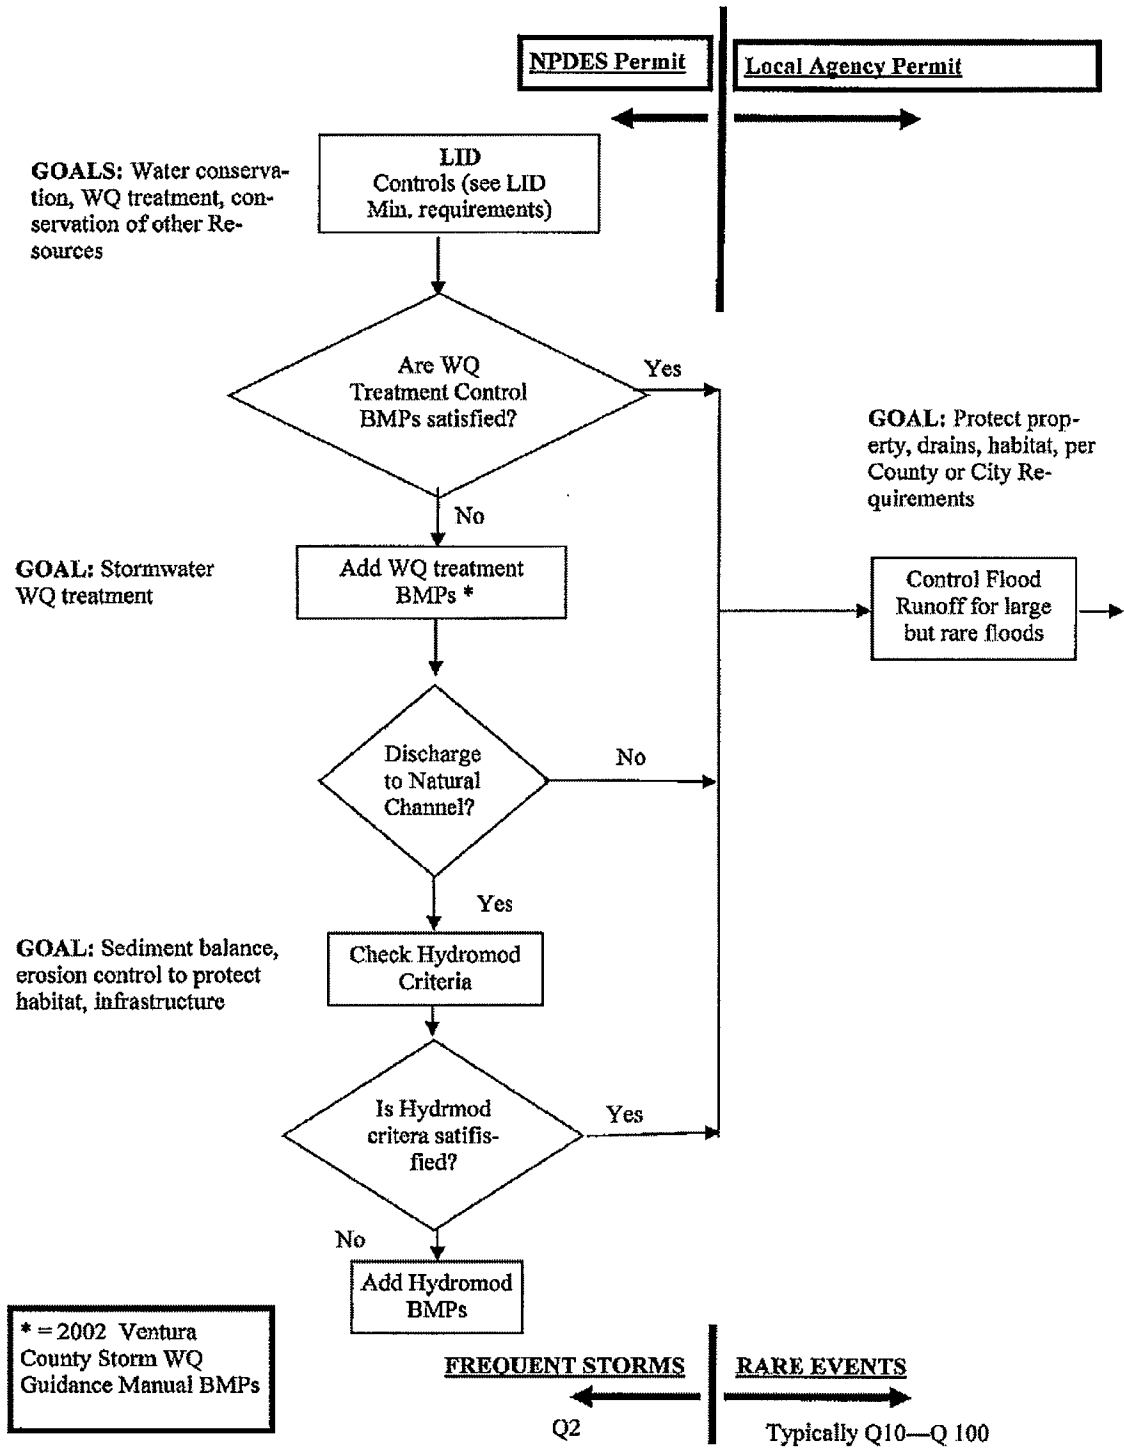 NPDES Permit
Local Agency Permit
LID
Controls (see LID
Min. requirements)
GOALS: Water conserva-
tion, WQ treatment, con-
servation of other Re-
sources
Are WQ
Treatment Control
BMPs satisfied?
Yes
GOAL: Protect prop-
erty, drains, habitat, per
County or City Re-
quirements
No
GOAL: Stormwater
WQ treatment
Add WQ treatment
BMPs *
Control Flood
Runoff for large
but rare floods
Discharge
to Natural
Channel?
No
Yes
GOAL: Sediment balance,
erosion control to protect
habitat, infrastructure
Check Hydromod
Criteria
Is Hydrmod
critera satifis-
fied?
Yes
No
Add Hydromod
BMPs
* = 2002 Ventura
County Storm WQ
Guidance Manual BMPs
FREQUENT STORMS
RARE EVENTS
Q2
Typically Q10—Q 100